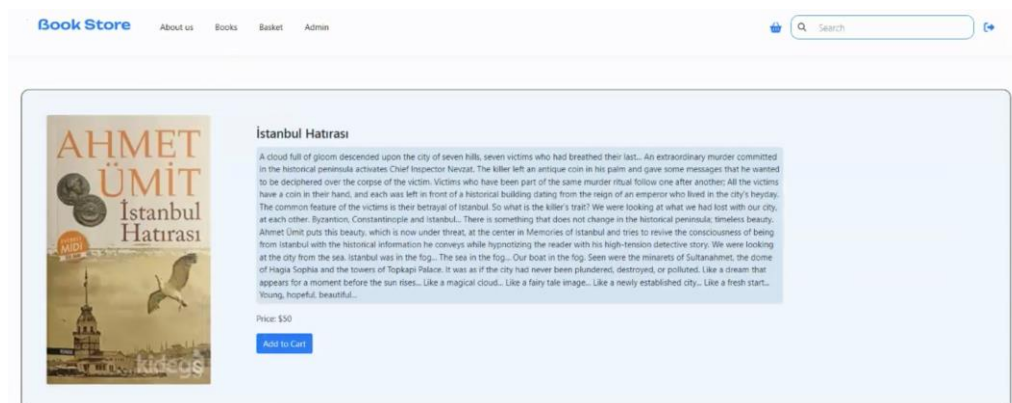 Book Store
About us
Books
Basket
Admin
Search
AHMET
ÜMİT
İstanbul
Hatırası
MIDI
kidega
İstanbul Hatırası
A cloud full of gloom descended upon the city of seven hills, seven victims who had breathed their last... An extraordinary murder committed
in the historical peninsula activates Chief Inspector Nevzat. The killer left an antique coin in his palm and gave some messages that he wanted
to be deciphered over the corpse of the victim. Victims who have been part of the same murder ritual follow one after another; All the victims
have a coin in their hand, and each was left in front of a historical building dating from the reign of an emperor who lived in the city's heyday.
The common feature of the victims is their betrayal of Istanbul. So what is the killer's trait? We were looking at what we had lost with our city,
at each other. Byzantion, Constantinople and Istanbul... There is something that does not change in the historical peninsula; timeless beauty.
Ahmet Ümit puts this beauty, which is now under threat, at the center in Memories of Istanbul and tries to revive the consciousness of being
from Istanbul with the historical information he conveys while hypnotizing the reader with his high-tension detective story. We were looking
at the city from the sea. Istanbul was in the fog... The sea in the fog... Our boat in the fog. Seen were the minarets of Sultanahmet, the dome
of Hagia Sophia and the towers of Topkapi Palace. It was as if the city had never been plundered, destroyed, or polluted. Like a dream that
appears for a moment before the sun rises... Like a magical cloud... Like a fairy tale image... Like a newly established city... Like a fresh start...
Young, hopeful, beautiful...
Price: $50
Add to Cart